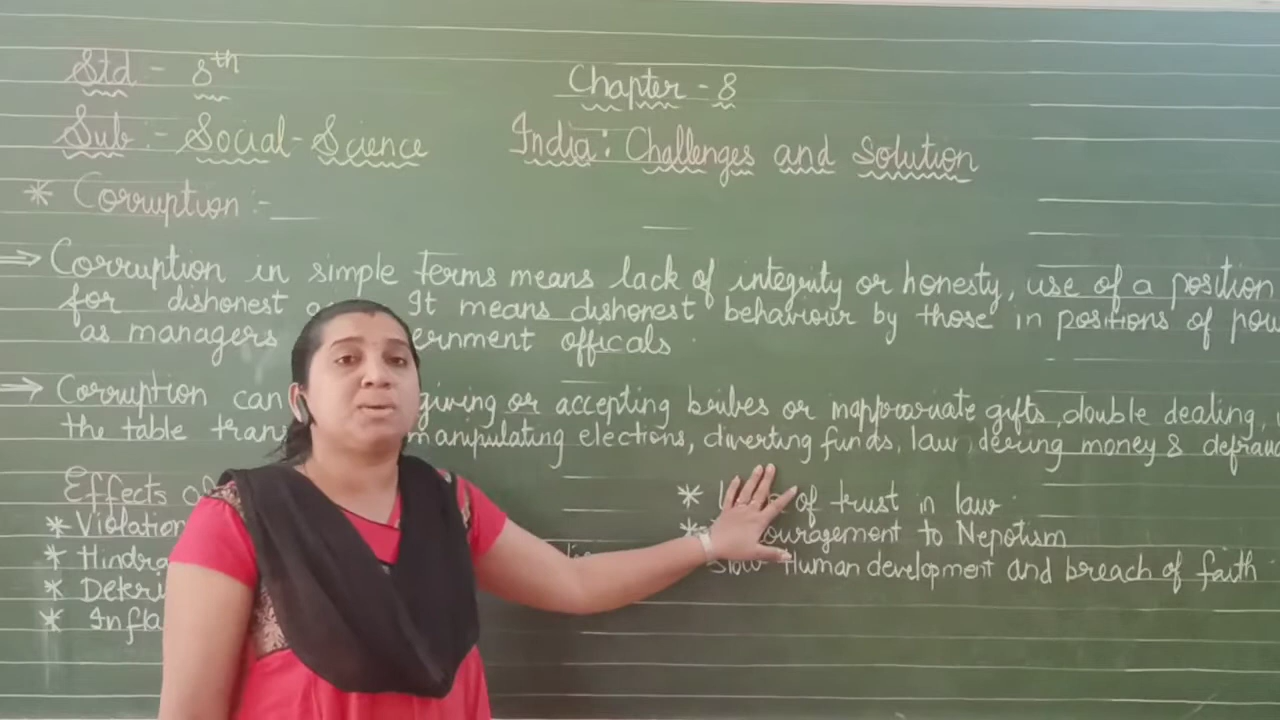 Std - 8th
Sub :- Social-Science
Chapter - 8
India: Challenges and Solution
* Corruption :-
⇒ Corruption in simple terms means lack of integrity or honesty, use of a position
for dishonest It means dishonest behaviour by those in positions of pow
as managers ernment officals
⇒ Corruption can giving or accepting bribes or inappropriate gifts, double dealing,
the table tran manipulating elections, diverting funds, law dering money & defrau
Effects of
* Violation
* Hindra
* Deteri
* Infla
* of trust in law
* ouragement to Nepotism
Slow Human development and breach of faith